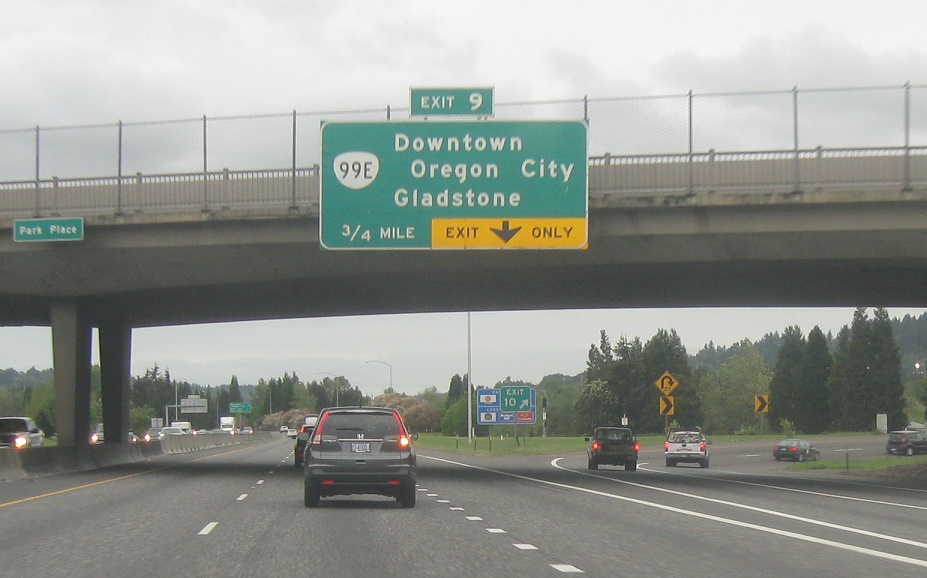 EXIT 9
99E
Downtown
Oregon City
Gladstone
3/4 MILE
EXIT ONLY
Park Place
EXIT
10